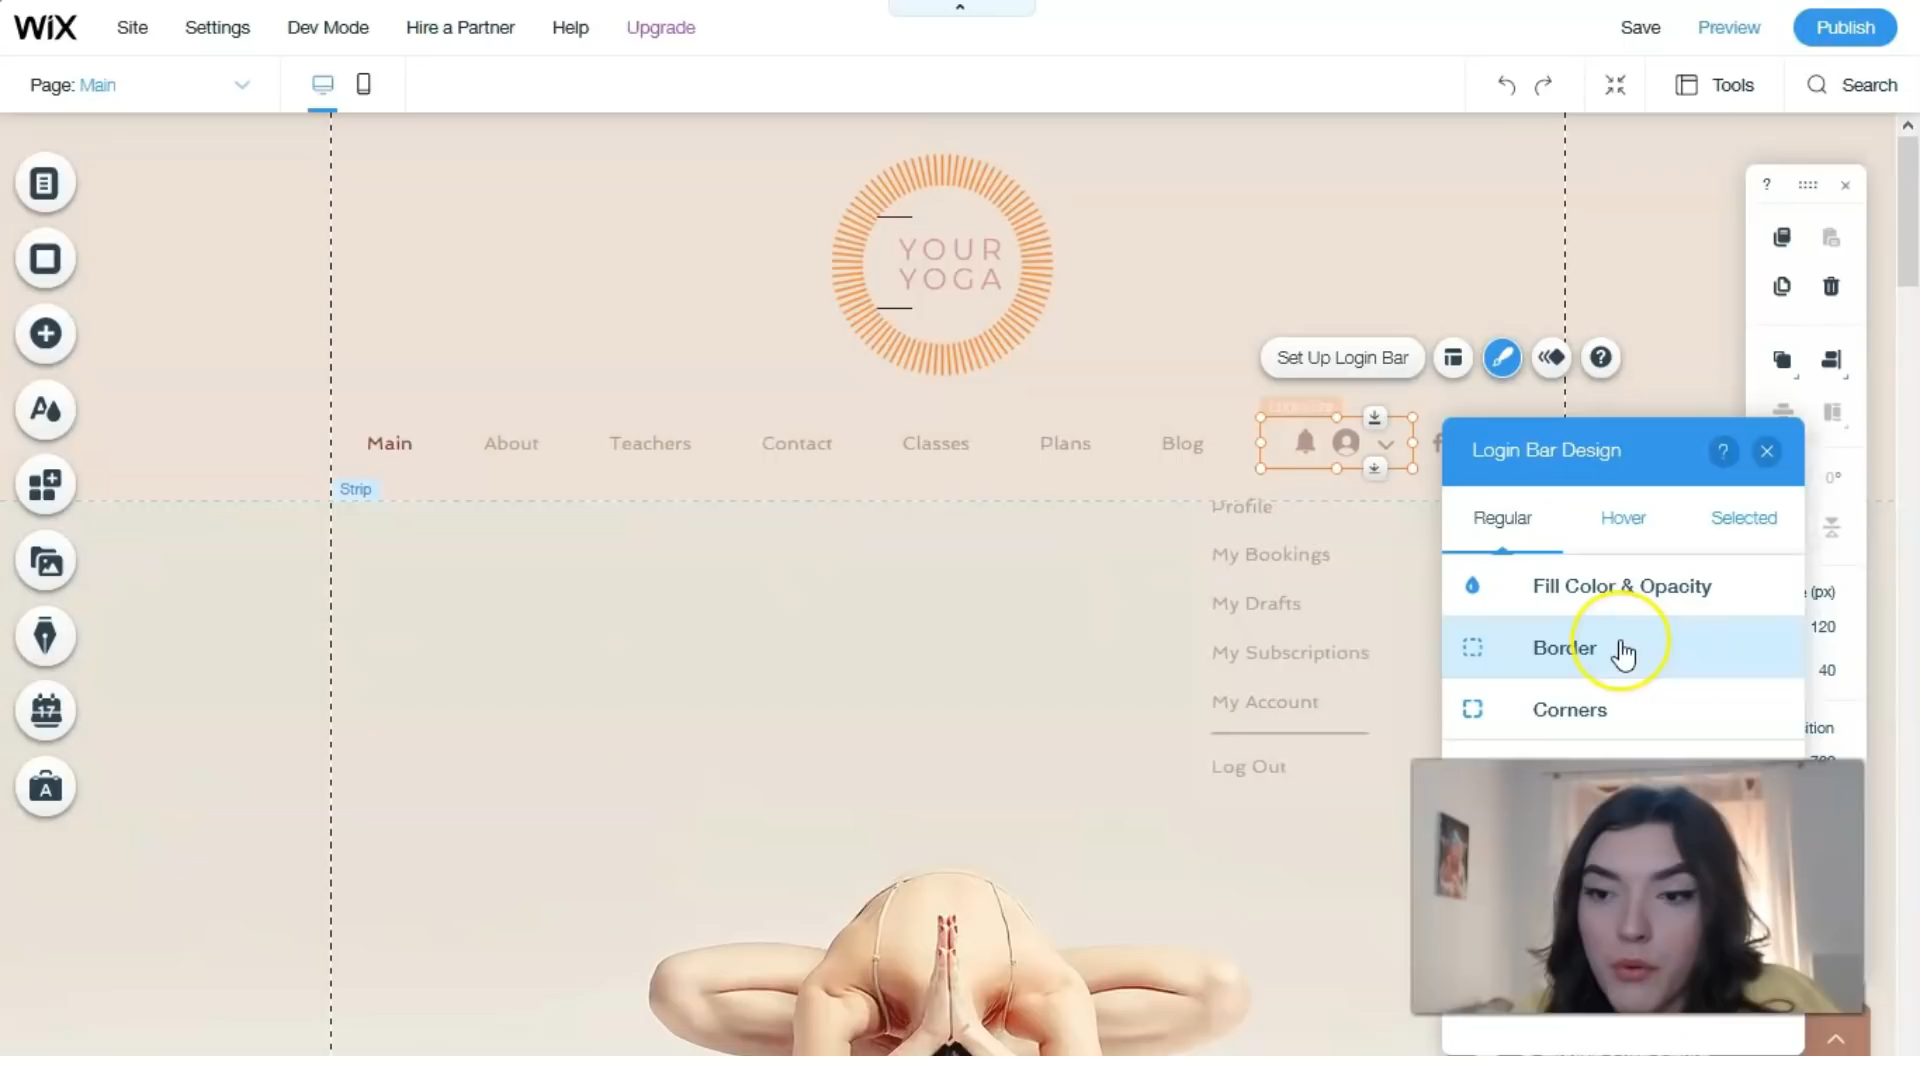 WiX Site Settings Dev Mode Hire a Partner Help Upgrade Save Preview Publish
Page: Main Tools Search
YOUR
YOGA
Set Up Login Bar
Main About Teachers Contact Classes Plans Blog
Strip
Profile
My Bookings
My Drafts
My Subscriptions
My Account
Log Out
Login Bar Design
Regular Hover Selected
Fill Color & Opacity
Border
Corners
0°
(px)
120
40
ition
17
A